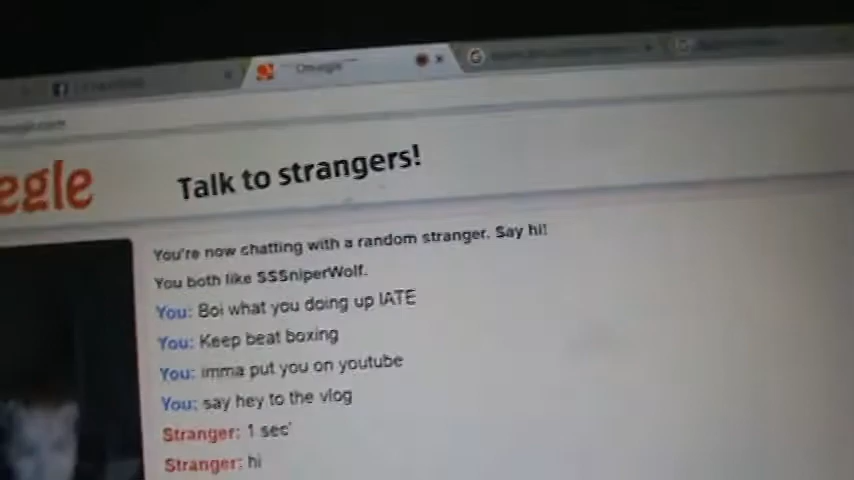 Omegle
egle
Talk to strangers!
You're now chatting with a random stranger. Say hi!
You both like SSSniperWolf.
You: Boi what you doing up lATE
You: Keep beat boxing
You: imma put you on youtube
You: say hey to the vlog
Stranger: 1 sec'
Stranger: hi